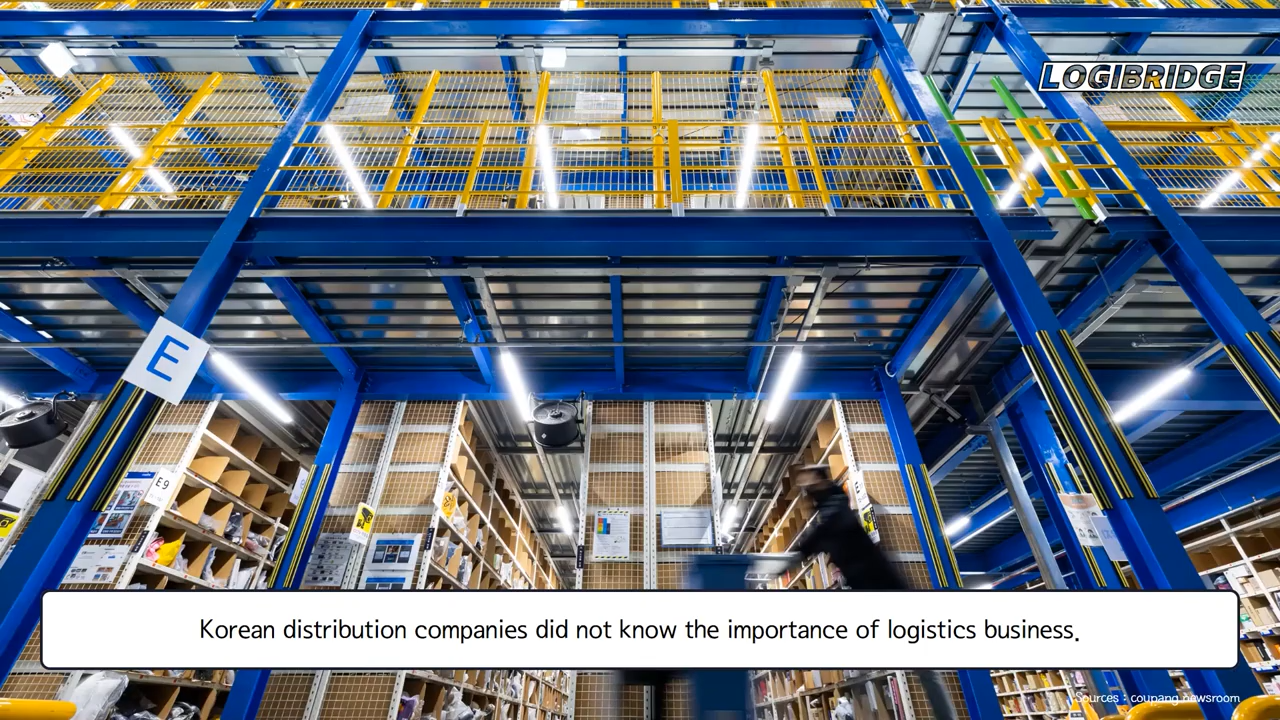 LOGIBRIDGE
E
E9
Korean distribution companies did not know the importance of logistics business.
Sources : coupang newsroom